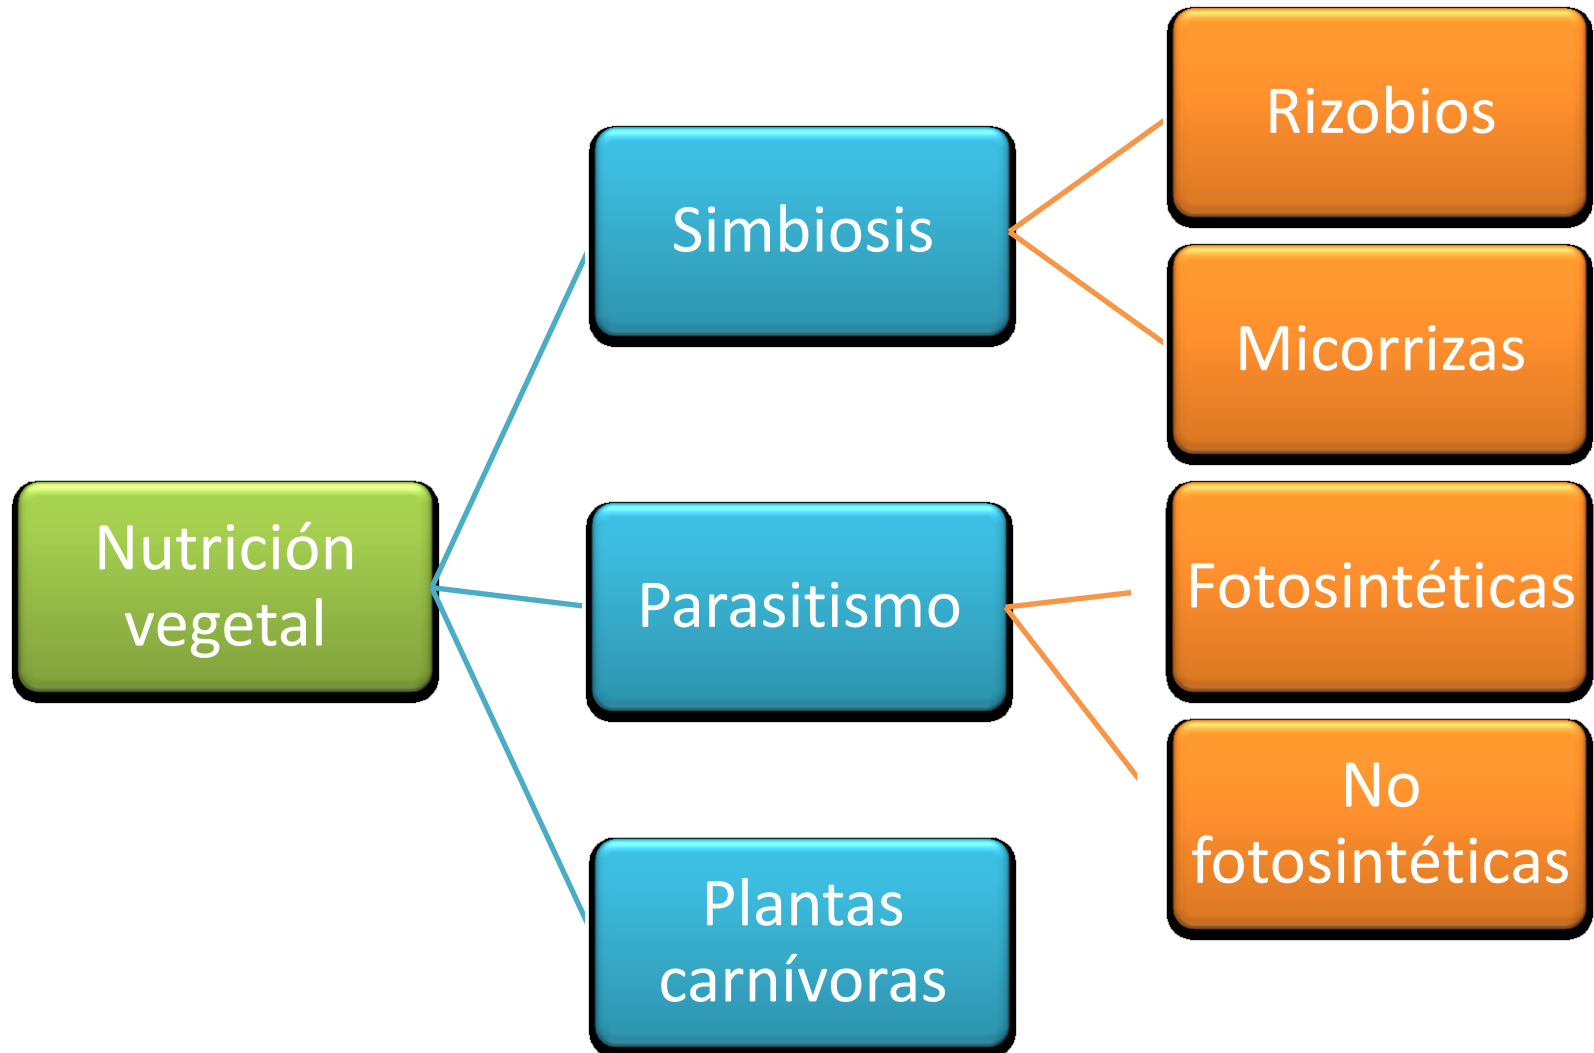 Nutrición
vegetal
Simbiosis
Rizobios
Micorrizas
Parasitismo
Fotosintéticas
No
fotosintéticas
Plantas
carnívoras